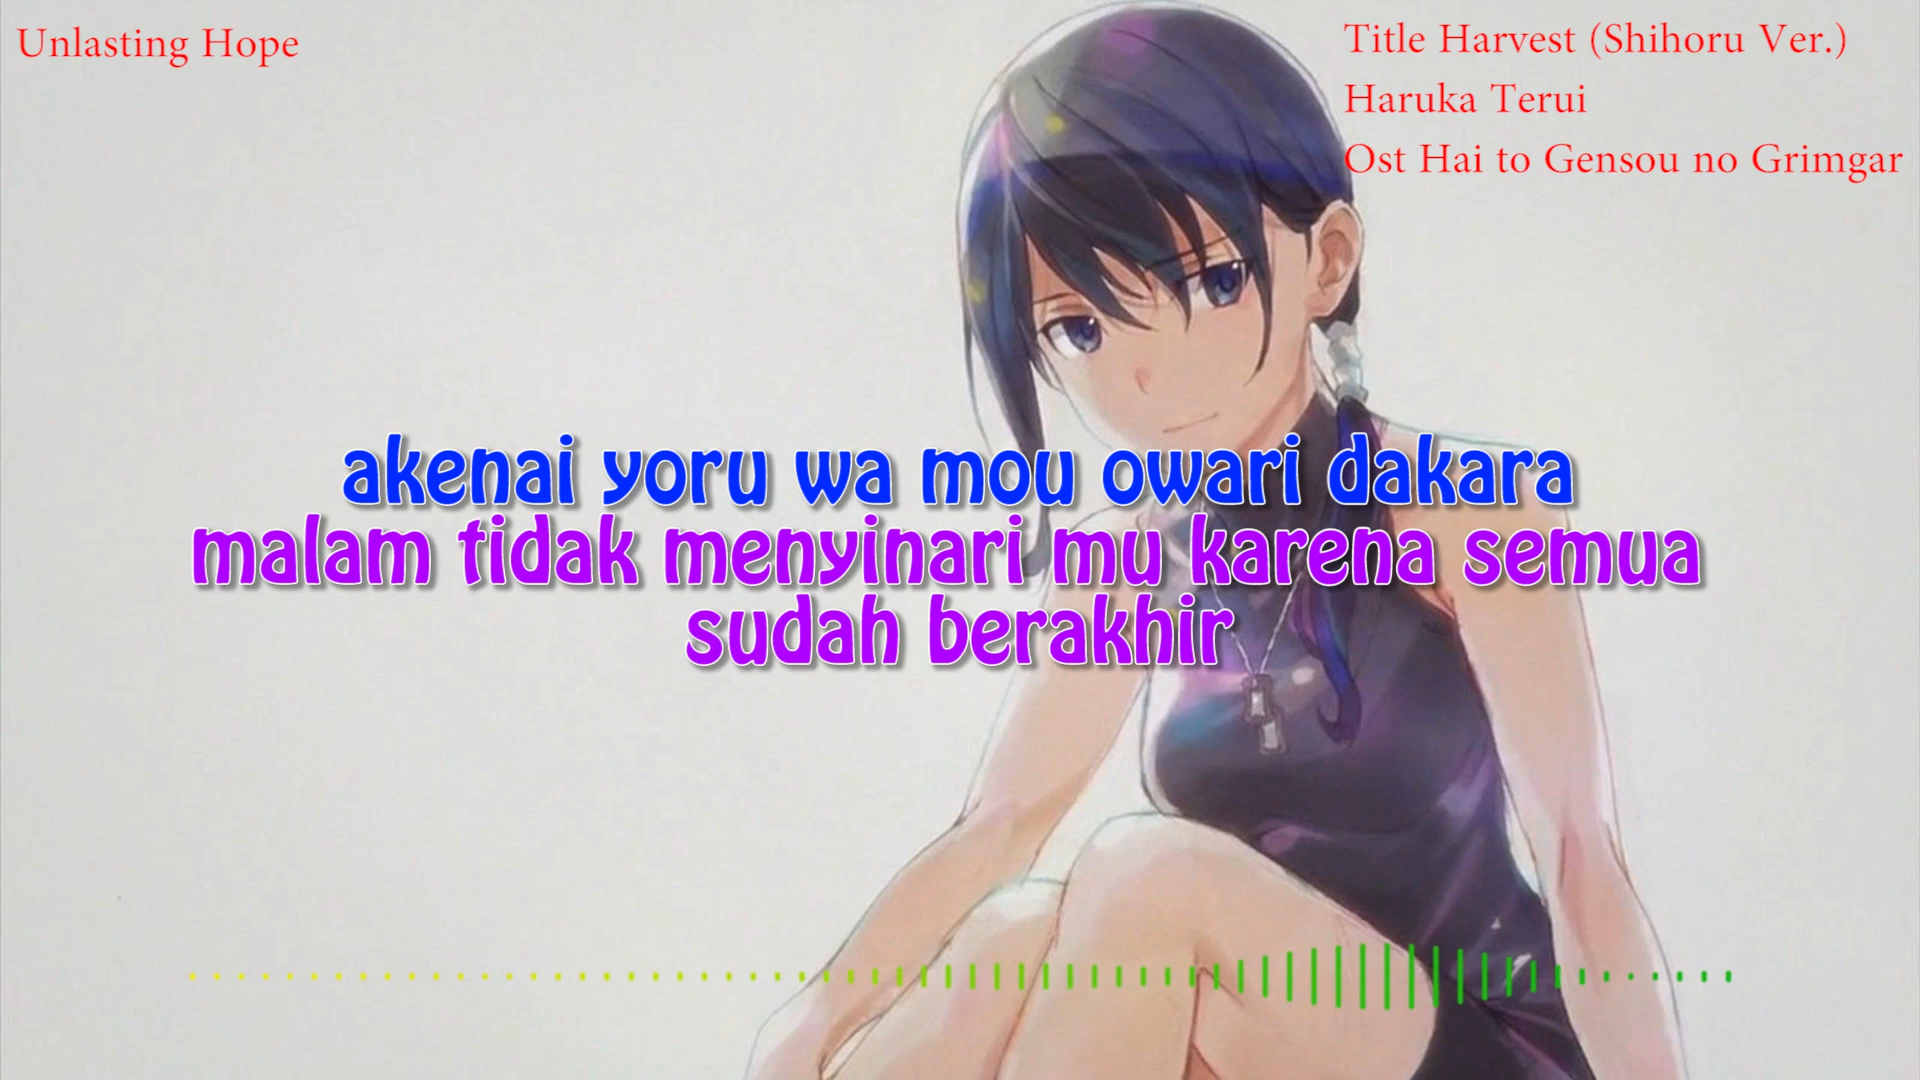 Unlasting Hope
Title Harvest (Shihoru Ver.)
Haruka Terui
Ost Hai to Gensou no Grimgar
akenai yoru wa mou owari dakara
malam tidak menyinari mu karena semua
sudah berakhir